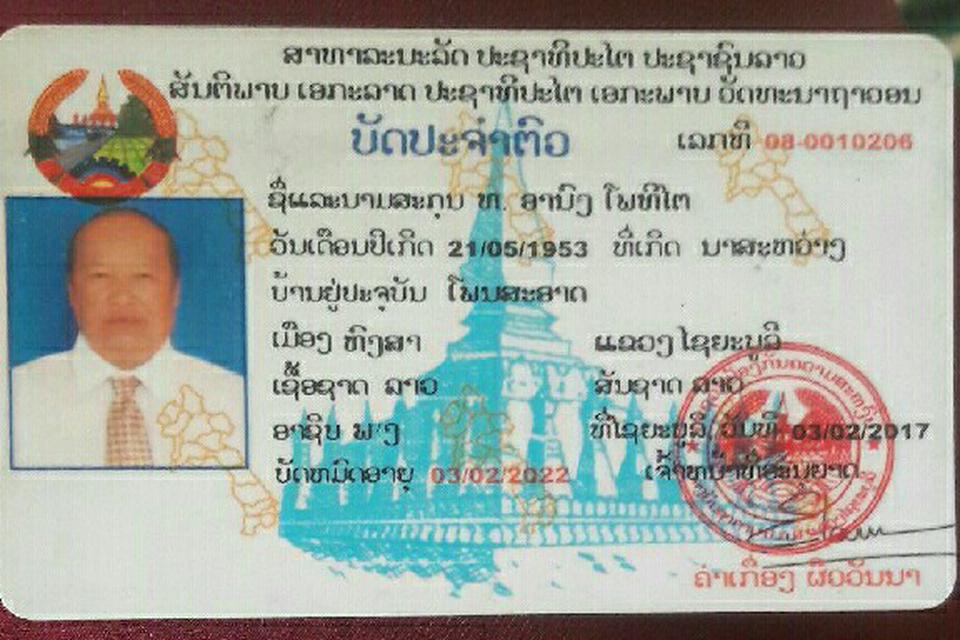 ສາທາລະນະລັດ ປະຊາທິປະໄຕ ປະຊາຊົນລາວ
ສັນຕິພາບ ເອກະລາດ ປະຊາທິປະໄຕ ເອກະພາບ ວັດທະນາຖາວອນ
ບັດປະຈຳຕົວ ເລກທີ 08-0010206
ຊື່ແລະນາມສະກຸນ ທ. ອານົງ ໂພທິໄຕ
ວັນເດືອນປີເກີດ 21/05/1953 ທີ່ເກີດ ນາສະຫວ່າງ
ບ້ານຢູ່ປະຈຸບັນ ໂພນສະອາດ
ເມືອງ ຫົງສາ ແຂວງ ໄຊຍະບູລີ
ເຊື້ອຊາດ ລາວ ສັນຊາດ ລາວ
ອາຊີບ ທີ່ໄຊຍະບູລີ ວັນທີ 03/02/2017
ບັດຫມົດອາຍຸ 03/02/2022 ເຈົ້າຫນ້າທີ່ອະນຸຍາດ
ຄຳເກື່ອງ ຜິວວັນນາ